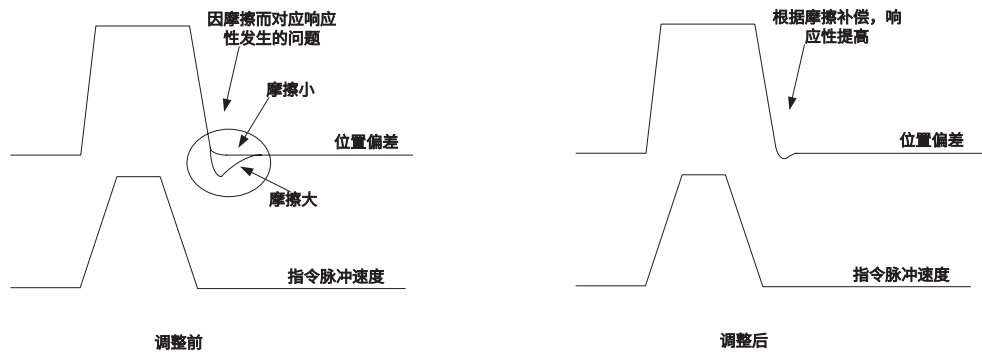 因摩擦而对应响应
性发生的问题
摩擦小
位置偏差
摩擦大
指令脉冲速度
调整前
根据摩擦补偿，响
应性提高
位置偏差
指令脉冲速度
调整后